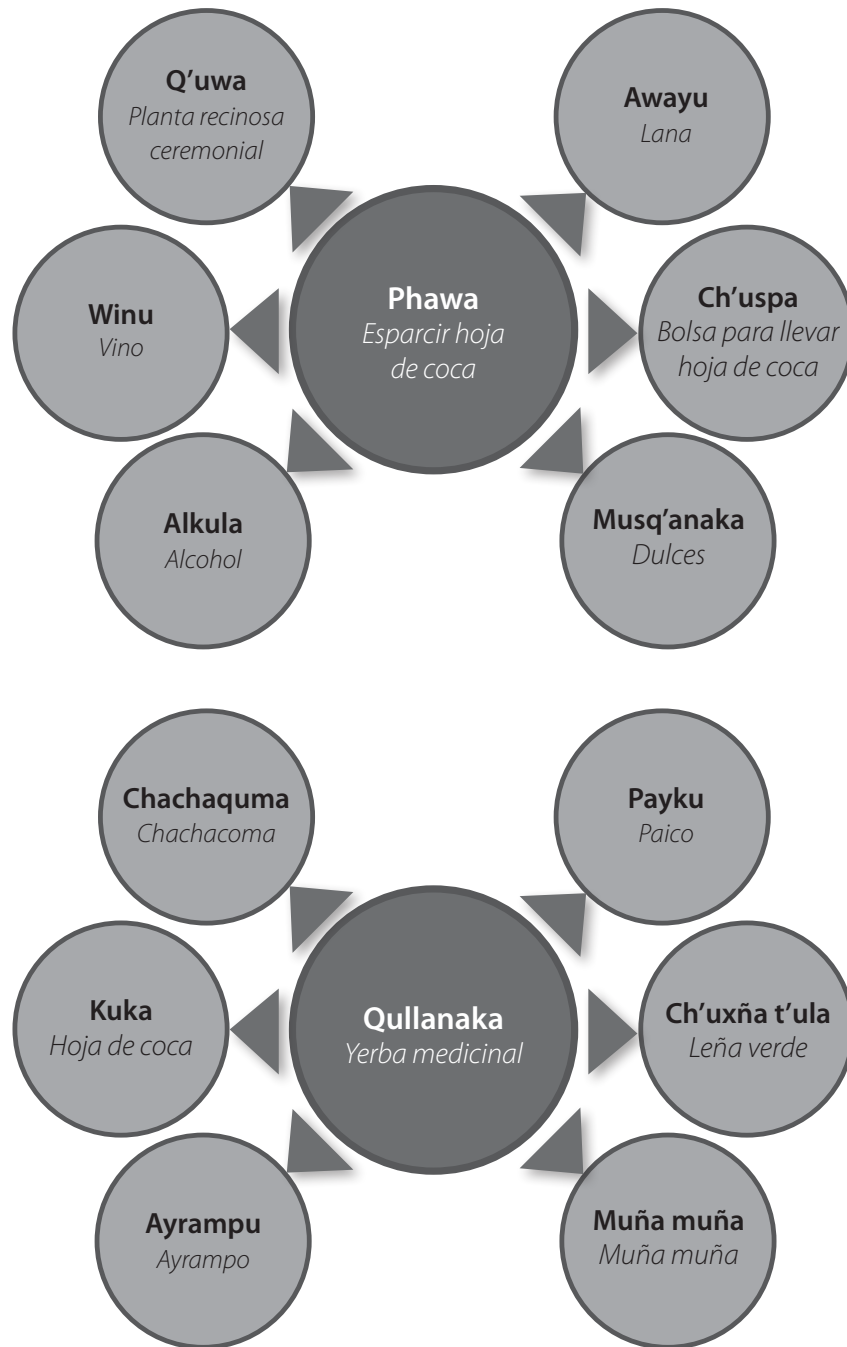 Q'uwa
Planta recinosa
ceremonial
Awayu
Lana
Winu
Vino
Phawa
Esparcir hoja
de coca
Ch'uspa
Bolsa para llevar
hoja de coca
Alkula
Alcohol
Musq'anaka
Dulces
Chachaquma
Chachacoma
Payku
Paico
Kuka
Hoja de coca
Qullanaka
Yerba medicinal
Ch'uxña t'ula
Leña verde
Ayrampu
Ayrampo
Muña muña
Muña muña